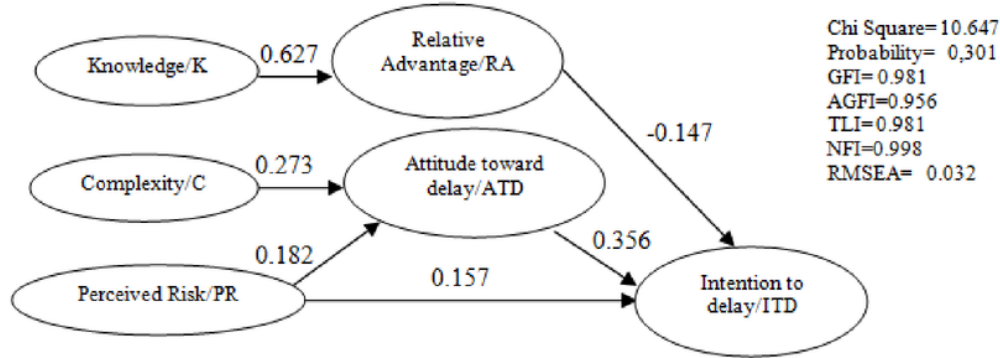 Knowledge/K
0.627
Relative
Advantage/RA
-0.147
Complexity/C
0.273
Attitude toward
delay/ATD
0.182
0.356
Perceived Risk/PR
0.157
Intention to
delay/ITD
Chi Square= 10.647
Probability= 0,301
GFI= 0.981
AGFI=0.956
TLI=0.981
NFI=0.998
RMSEA= 0.032